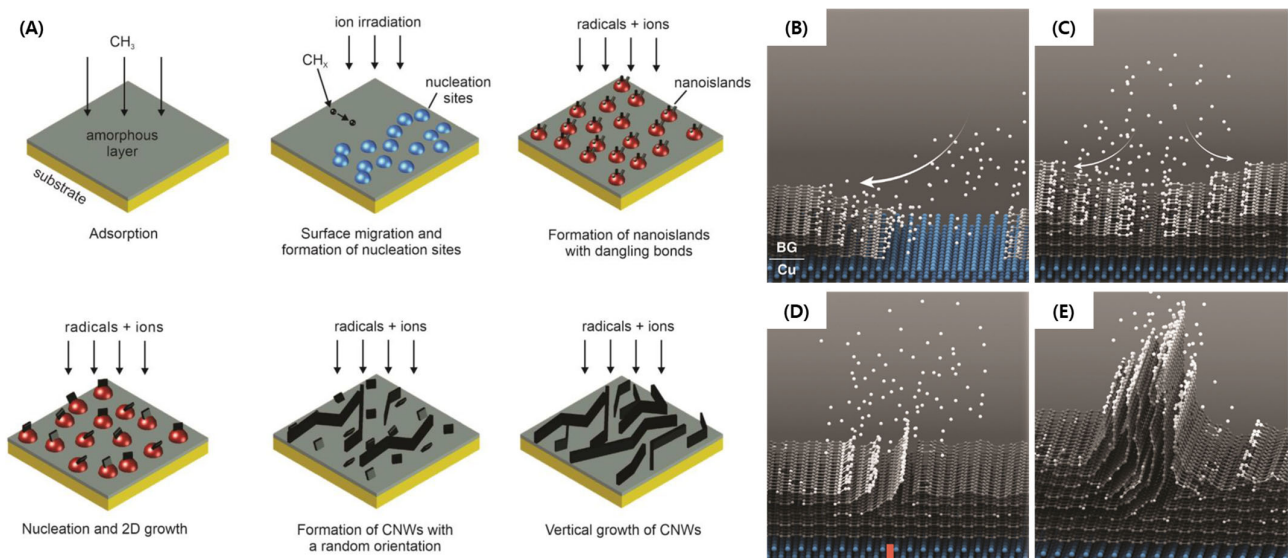 (A)
CH₃
amorphous
layer
substrate
Adsorption
ion irradiation
CHₓ
nucleation
sites
Surface migration and
formation of nucleation sites
radicals + ions
nanoislands
Formation of nanoislands
with dangling bonds
(B)
BG
Cu
(C)
radicals + ions
Nucleation and 2D growth
radicals + ions
Formation of CNWs with
a random orientation
radicals + ions
Vertical growth of CNWs
(D)
(E)